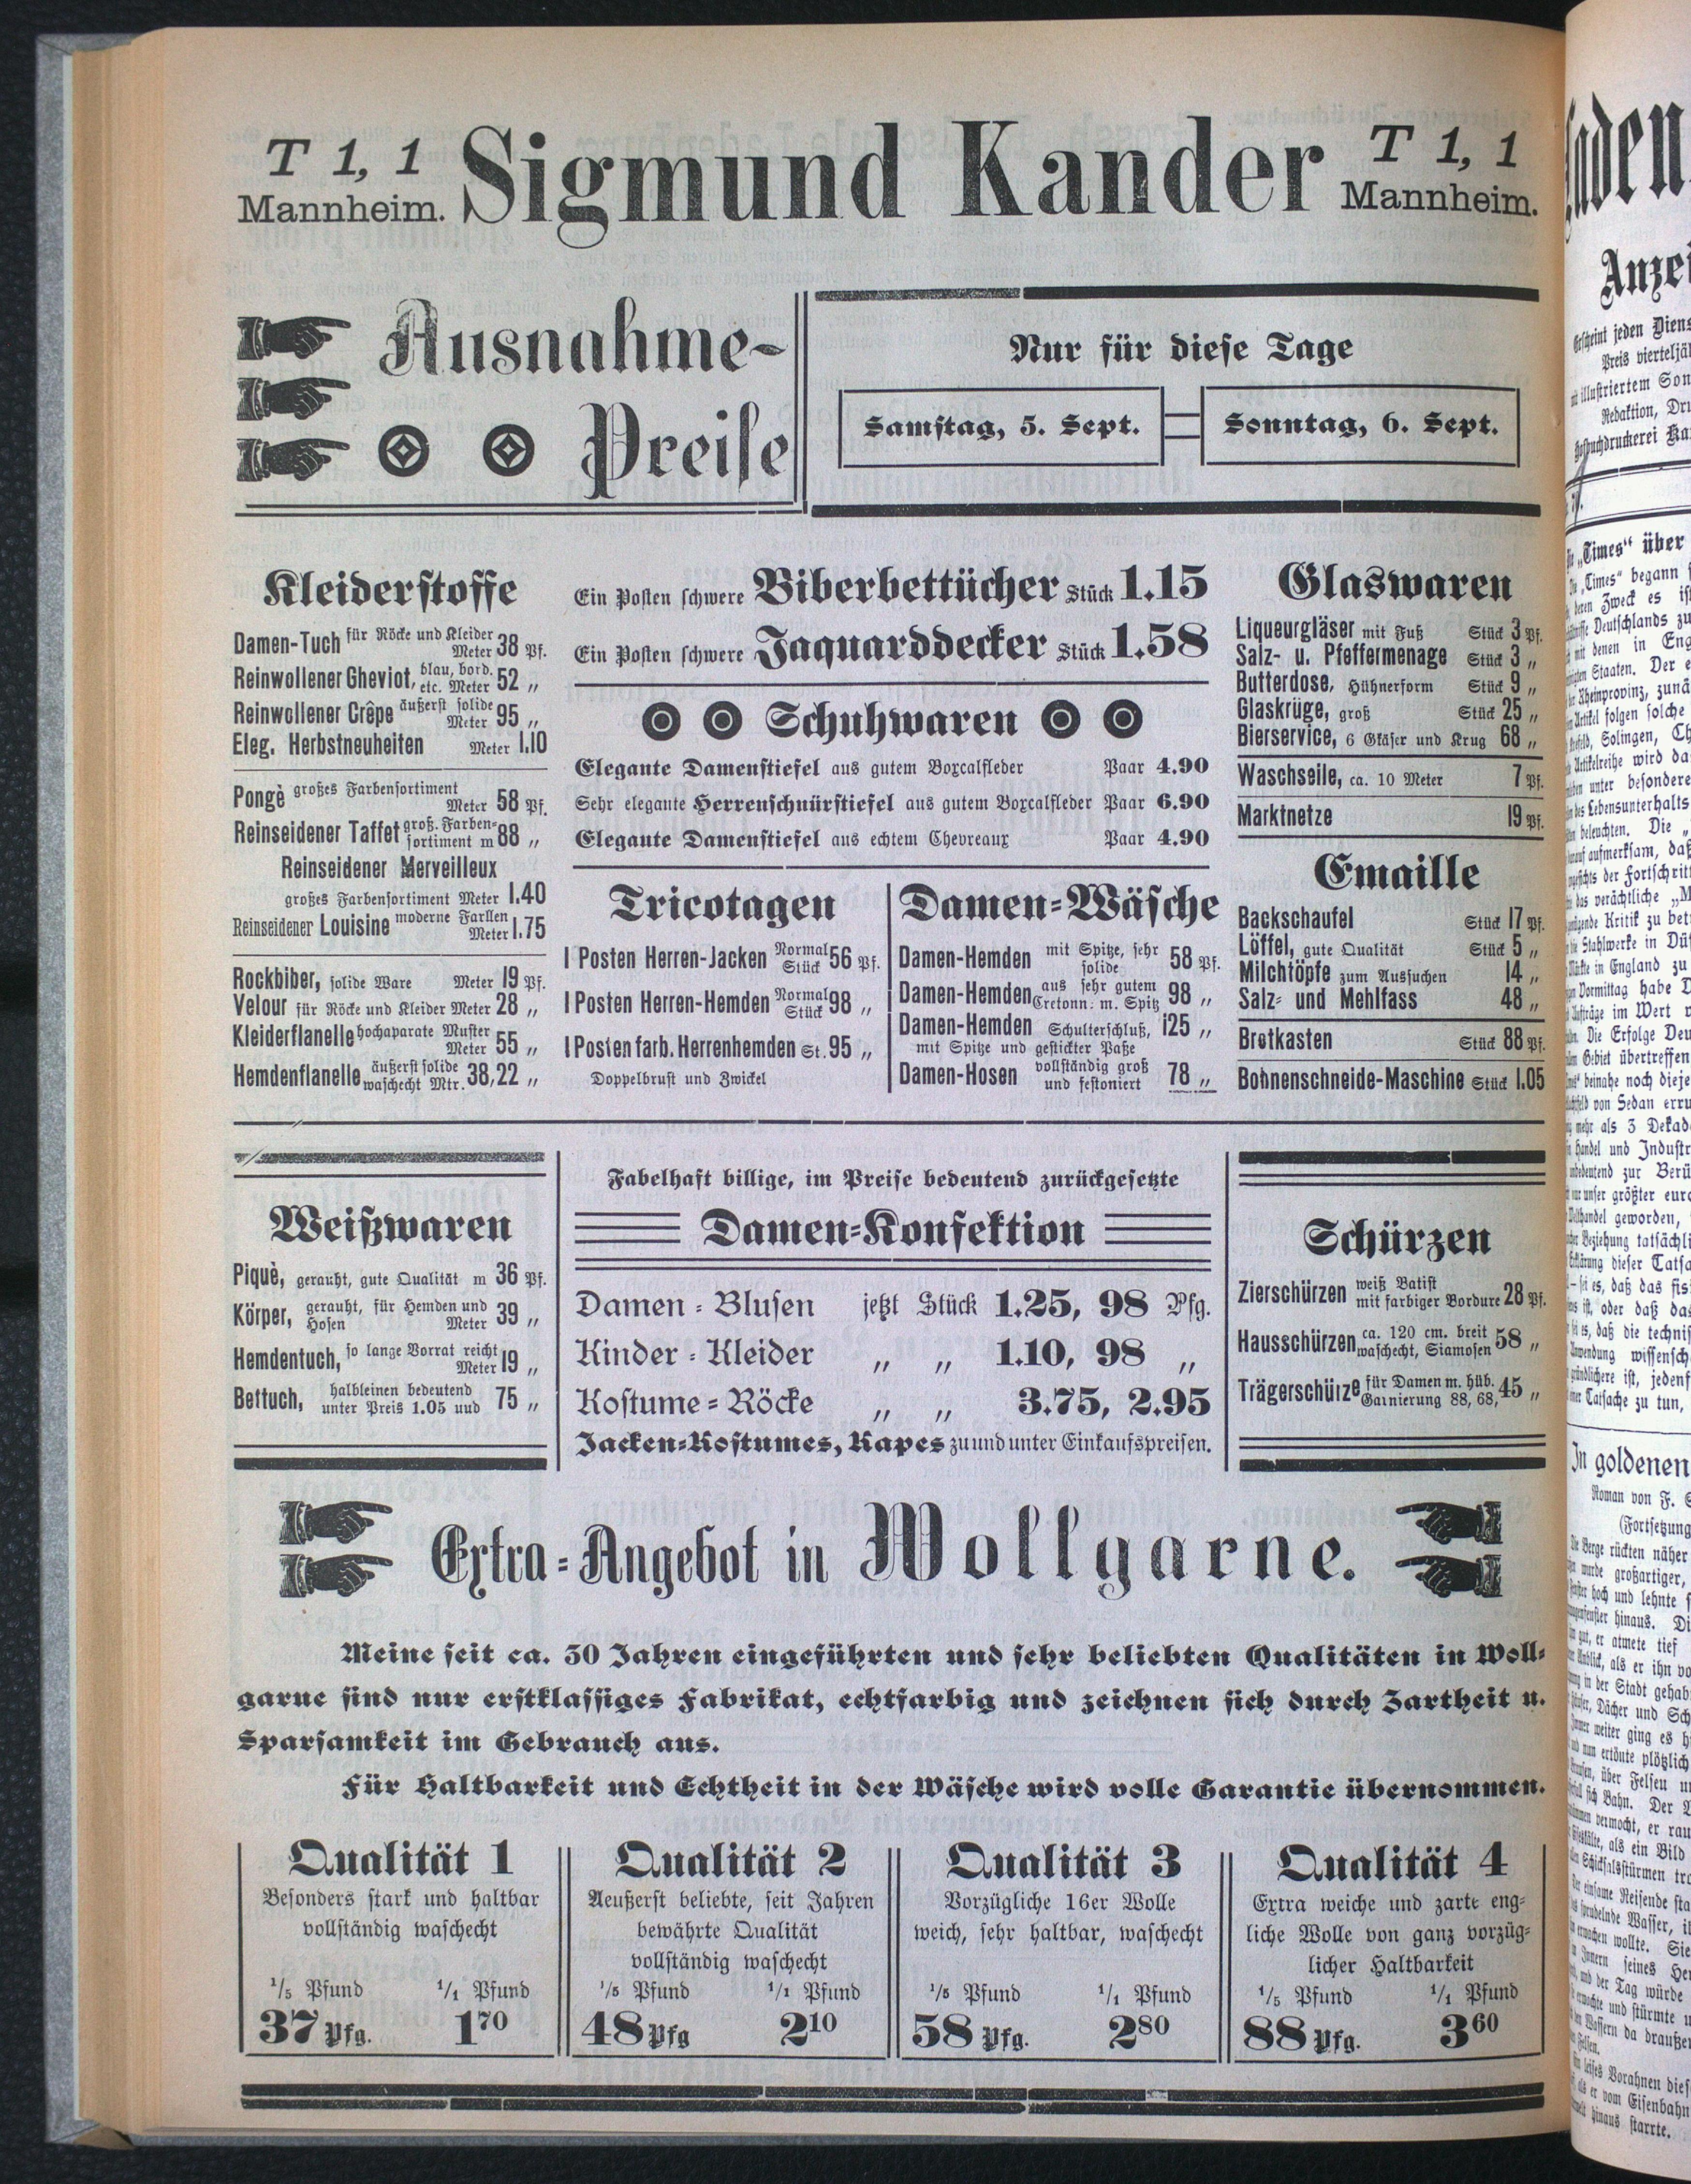 T 1, 1
Mannheim.
Sigmund Kander
T 1, 1
Mannheim.
Ausnahme-
Preise
Nur für diese Tage
Samstag, 5. Sept.
Sonntag, 6. Sept.
Kleiderstoffe
Damen-Tuch für Röcke und Kleider Meter 38 Pf.
Reinwollener Gheviot, blau, bord. etc. Meter 52 „
Reinwollener Crêpe äußerst solide Meter 95 „
Eleg. Herbstneuheiten Meter 1.10
Pongè großes Farbensortiment Meter 58 Pf.
Reinseidener Taffet groß. Farben-sortiment m 88 „
Reinseidener Merveilleux
großes Farbensortiment Meter 1.40
Reinseidener Louisine moderne Farllen Meter 1.75
Rockbiber, solide Ware Meter 19 Pf.
Velour für Röcke und Kleider Meter 28 „
Kleiderflanelle hochaparate Muster Meter 55 „
Hemdenflanelle äußerst solide waschecht Mtr. 38,22 „
Ein Posten schwere Biberbettücher Stück 1.15
Ein Posten schwere Jaquarddecker Stück 1.58
Schuhwaren
Elegante Damenstiefel aus gutem Boxcalfleder Paar 4.90
Sehr elegante Herrenschnürstiefel aus gutem Boxcalfleder Paar 6.90
Elegante Damenstiefel aus echtem Chevreaux Paar 4.90
Tricotagen
1 Posten Herren-Jacken Normal Stück 56 Pf.
1 Posten Herren-Hemden Normal Stück 98 „
1 Posten farb. Herrenhemden St. 95 „
Doppelbrust und Zwickel
Damen-Wäsche
Damen-Hemden mit Spitze, sehr solide 58 Pf.
Damen-Hemden aus sehr gutem Cretonn: m. Spitz 98 „
Damen-Hemden Schulterschluß, 125 „
mit Spitze und gestickter Paße
Damen-Hosen vollständig groß und festoniert 78 „
Glaswaren
Liqueurgläser mit Fuß Stück 3 Pf.
Salz- u. Pfeffermenage Stück 3 „
Butterdose, Hühnerform Stück 9 „
Glaskrüge, groß Stück 25 „
Bierservice, 6 Gläser und Krug 68 „
Waschseile, ca. 10 Meter 7 Pf.
Marktnetze 19 Pf.
Emaille
Backschaufel Stück 17 Pf.
Löffel, gute Qualität Stück 5 „
Milchtöpfe zum Aussuchen 14 „
Salz- und Mehlfass 48 „
Brotkasten Stück 88 Pf.
Bohnenschneide-Maschine Stück 1.05
Weißwaren
Piquè, gerauht, gute Qualität m 36 Pf.
Körper, gerauht, für Hemden und Hosen Meter 39 „
Hemdentuch, so lange Vorrat reicht Meter 19 „
Bettuch, halbleinen bedeutend unter Preis 1.05 und 75 „
Fabelhaft billige, im Preise bedeutend zurückgesetzte
Damen-Konfektion
Damen-Blusen jetzt Stück 1.25, 98 Pfg.
Kinder-Kleider „ „ 1.10, 98 „
Kostume-Röcke „ „ 3.75, 2.95
Jacken-Kostumes, Kapes zu und unter Einkaufspreisen.
Schürzen
Zierschürzen weiß Batist mit farbiger Bordure 28 Pf.
Hausschürzen ca. 120 cm. breit waschecht, Siamosen 58 „
Trägerschürze für Damen m. hüb. Garnierung 88, 68, 45 „
Extra-Angebot in Wollgarne.
Meine seit ca. 50 Jahren eingeführten und sehr beliebten Qualitäten in Woll-
garne sind nur erstklassiges Fabrikat, echtfarbig und zeichnen sich durch Zartheit u.
Sparsamkeit im Gebrauch aus.
Für Haltbarkeit und Echtheit in der Wäsche wird volle Garantie übernommen.
Qualität 1
Besonders stark und haltbar
vollständig waschecht
1/5 Pfund 1/1 Pfund
37 Pfg. 1 70
Qualität 2
Aeußerst beliebte, seit Jahren
bewährte Qualität
vollständig waschecht
1/5 Pfund 1/1 Pfund
48 Pfg 2 10
Qualität 3
Vorzügliche 16er Wolle
weich, sehr haltbar, waschecht
1/5 Pfund 1/1 Pfund
58 Pfg. 2 80
Qualität 4
Extra weiche und zarte eng-
liche Wolle von ganz vorzüg-
licher Haltbarkeit
1/5 Pfund 1/1 Pfund
88 Pfg. 3 60